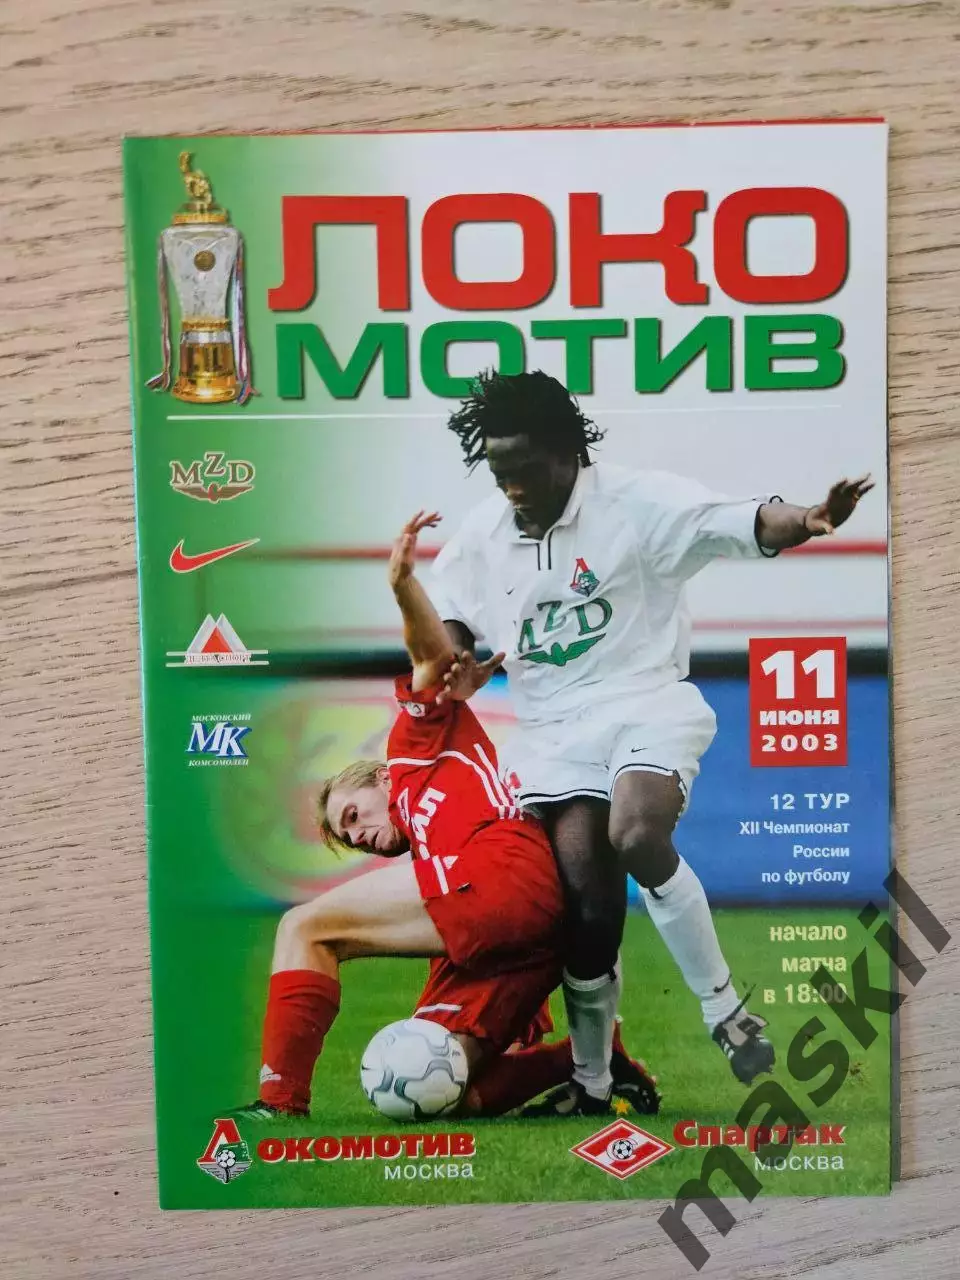 ЛОКО
МОТИВ
MZD
MZD
11
ИЮНЯ
2003
МОСКОВСКИЙ
МК
КОМСОМОЛЕЦ
12 ТУР
XII Чемпионат
России
по футболу
начало
матча
в 18:00
ЛОКОМОТИВ
МОСКВА
Спартак
МОСКВА
maskil